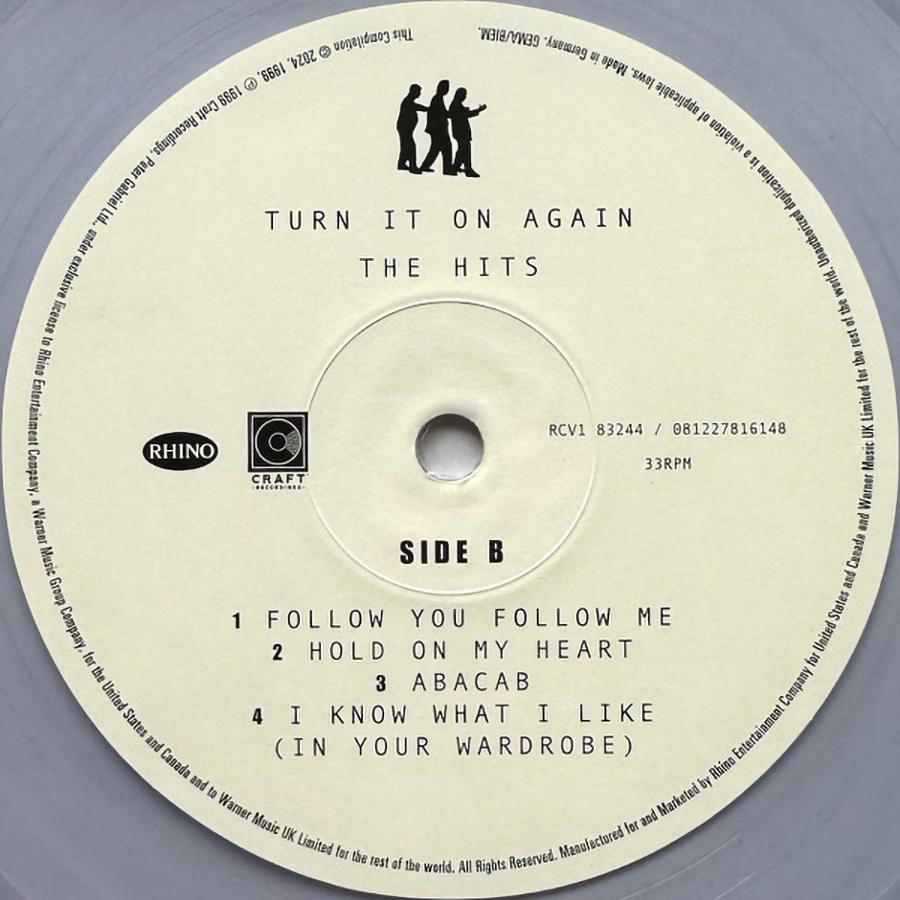 TURN IT ON AGAIN
THE HITS
RHINO
CRAFT
RECORDINGS
RCV1 83244 / 081227816148
33RPM
SIDE B
1 FOLLOW YOU FOLLOW ME
2 HOLD ON MY HEART
3 ABACAB
4 I KNOW WHAT I LIKE
(IN YOUR WARDROBE)
This Compilation © 2024, 1999, ℗ 1999 Craft Recordings, Peter Gabriel Ltd. under exclusive license to Rhino Entertainment Company, a Warner Music Group Company, for the United States and Canada and to Warner Music UK Limited for the rest of the world. All Rights Reserved. Manufactured for and Marketed by Rhino Entertainment Company for United States and Canada and Warner Music UK Limited for the rest of the world. Unauthorized duplication is a violation of applicable laws. Made in Germany. GEMA/BIEM.